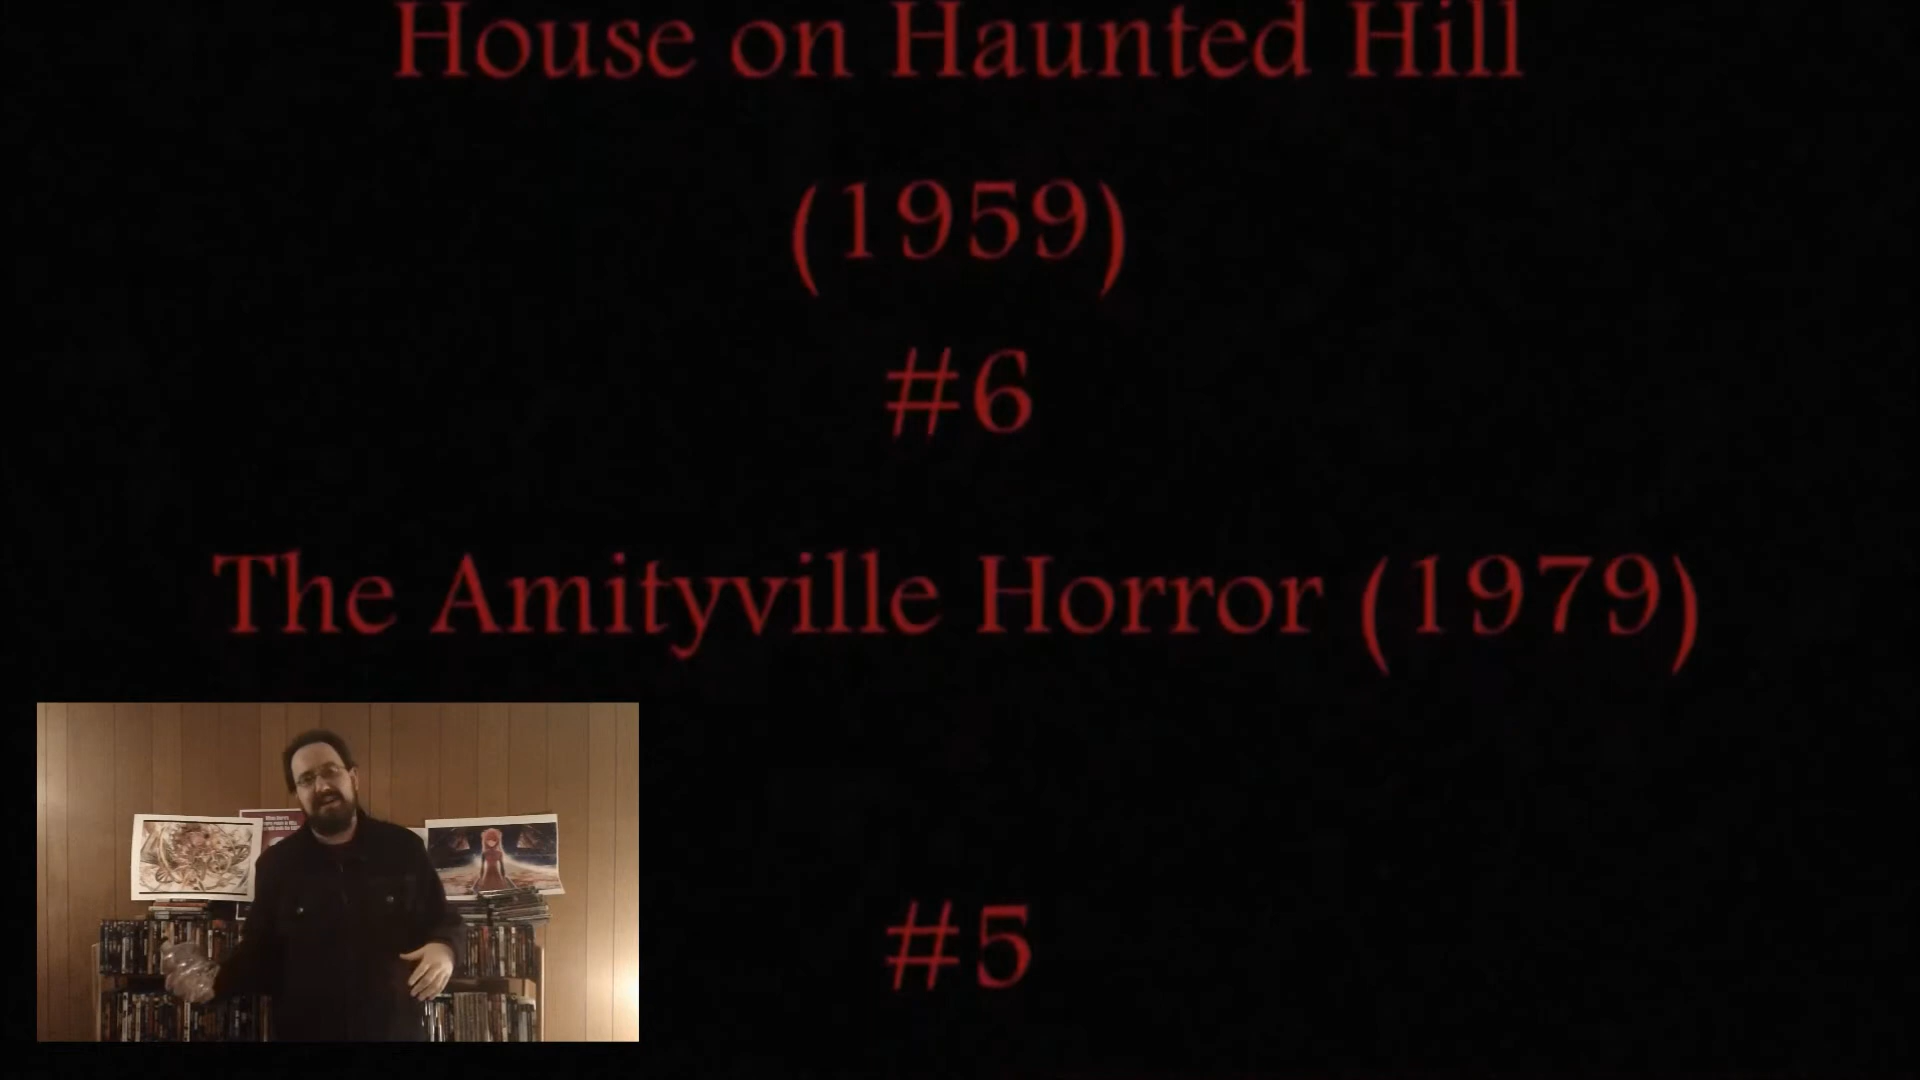 House on Haunted Hill
(1959)
#6
The Amityville Horror (1979)
#5